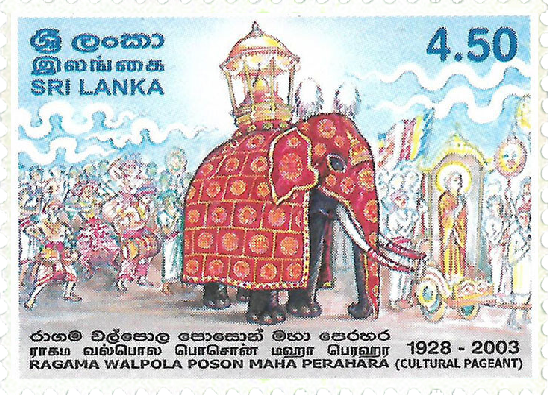 ශ්‍රී ලංකා
இலங்கை
SRI LANKA
4.50
රාගම වල්පොල පොසොන් මහා පෙරහර
ராகம வல்பொல பொசொன் மஹா பெரஹர 1928 - 2003
RAGAMA WALPOLA POSON MAHA PERAHARA (CULTURAL PAGEANT)